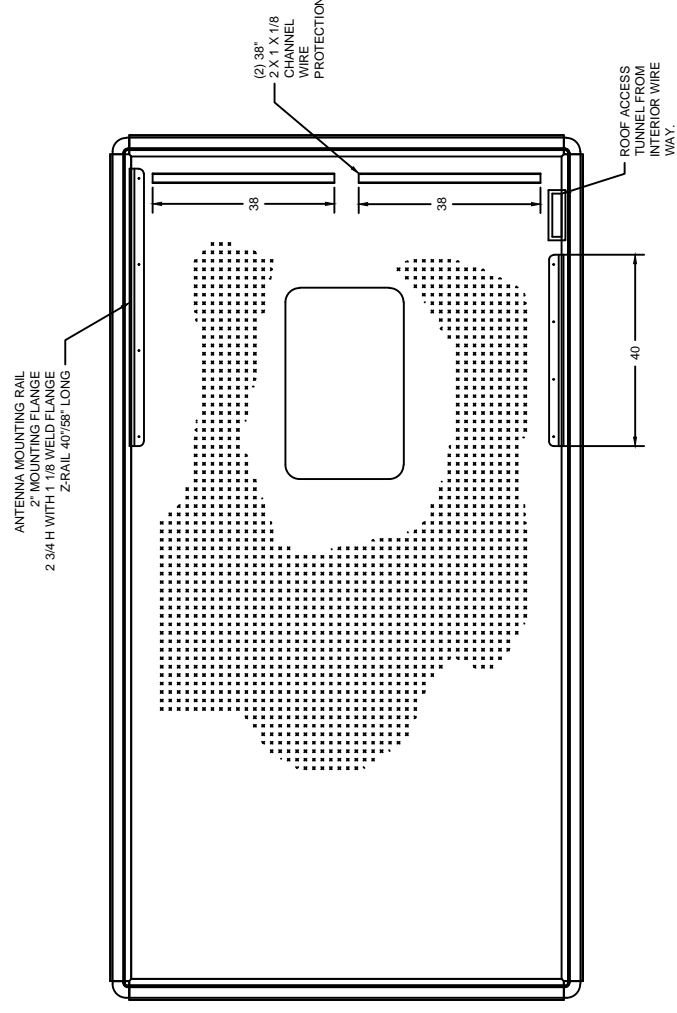 ANTENNA MOUNTING RAIL
2" MOUNTING FLANGE
2 3/4 H WITH 1 1/8 WELD FLANGE
Z-RAIL 40"/58" LONG
(2) 38"
2 X 1 X 1/8
CHANNEL
WIRE
PROTECTION
38
38
40
ROOF ACCESS
TUNNEL FROM
INTERIOR WIRE
WAY.